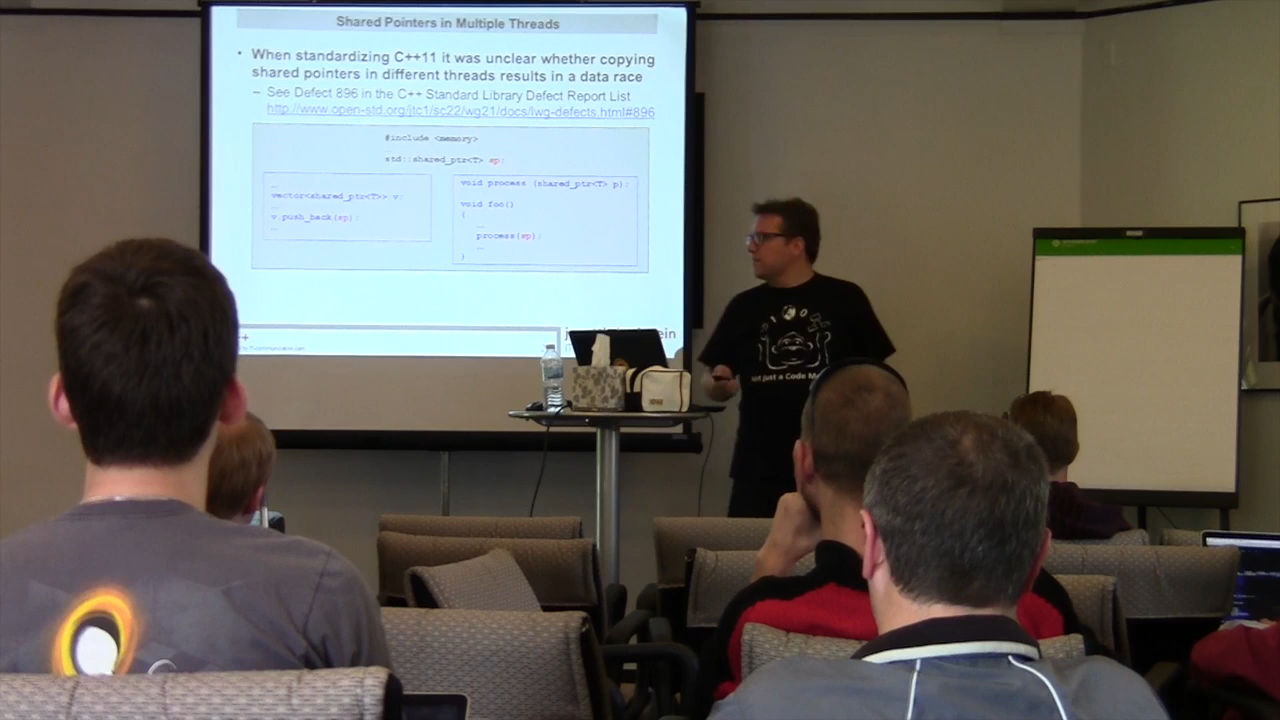 Shared Pointers in Multiple Threads
• When standardizing C++11 it was unclear whether copying
shared pointers in different threads results in a data race
– See Defect 896 in the C++ Standard Library Defect Report List
http://www.open-std.org/jtc1/sc22/wg21/docs/lwg-defects.html#896
#include <memory>
std::shared_ptr<T> sp;
…
vector<shared_ptr<T>> v;
…
v.push_back(sp);
…
void process (shared_ptr<T> p);
void foo()
{
…
process(sp);
…
}
just a Code